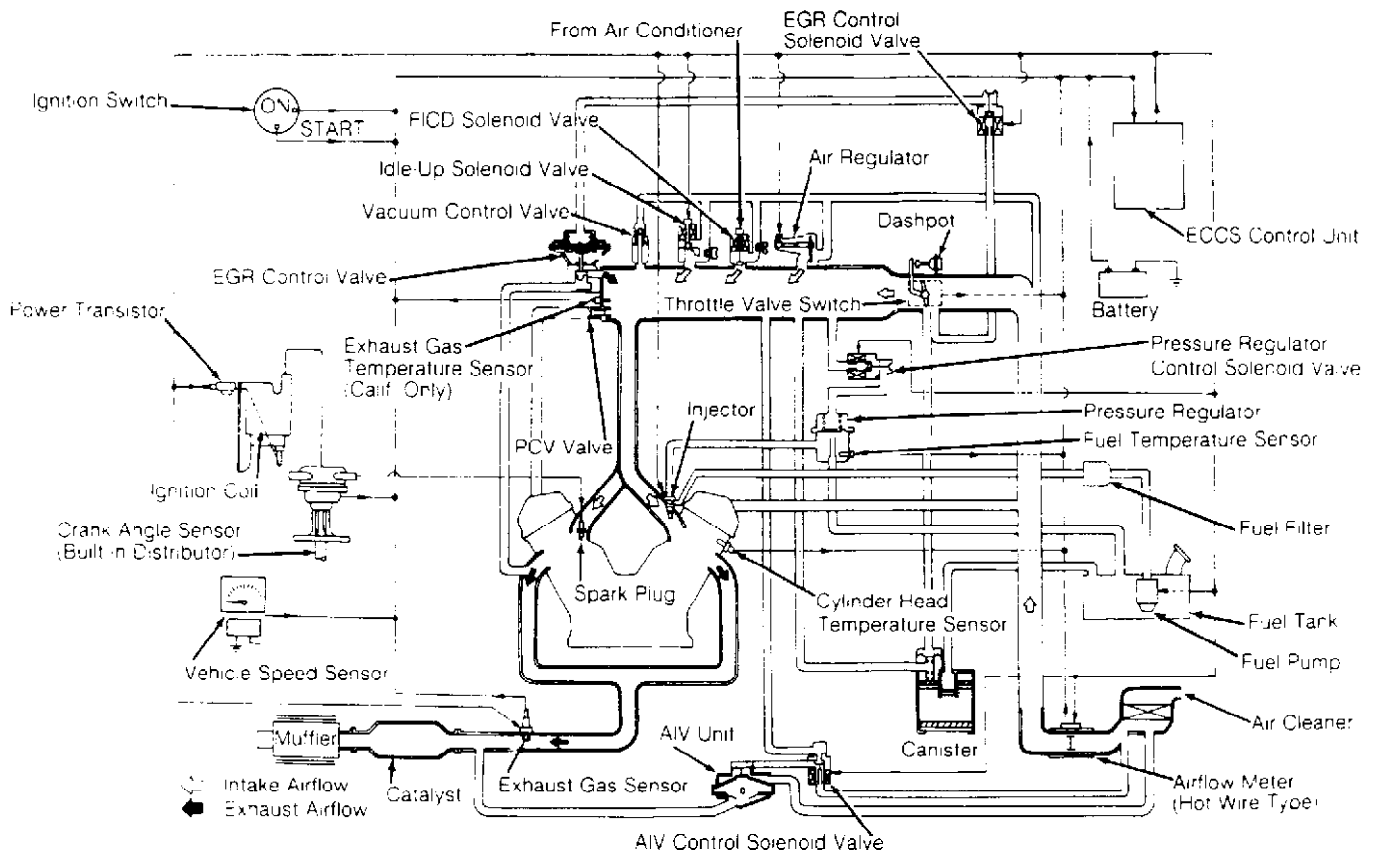 EGR Control
Solenoid Valve
From Air Conditioner
Ignition Switch
ON
START
FICD Solenoid Valve
Idle-Up Solenoid Valve
Vacuum Control Valve
Air Regulator
Dashpot
ECCS Control Unit
EGR Control Valve
Throttle Valve Switch
Battery
Power Transistor
Exhaust Gas
Temperature Sensor
(Calif. Only)
Pressure Regulator
Control Solenoid Valve
Injector
Pressure Regulator
Fuel Temperature Sensor
PCV Valve
Ignition Coil
Crank Angle Sensor
(Built in Distributor)
Fuel Filter
Spark Plug
Cylinder Head
Temperature Sensor
Fuel Tank
Fuel Pump
Vehicle Speed Sensor
Air Cleaner
Muffler
AIV Unit
Canister
Intake Airflow
Exhaust Airflow
Catalyst
Exhaust Gas Sensor
Airflow Meter
(Hot Wire Type)
AIV Control Solenoid Valve